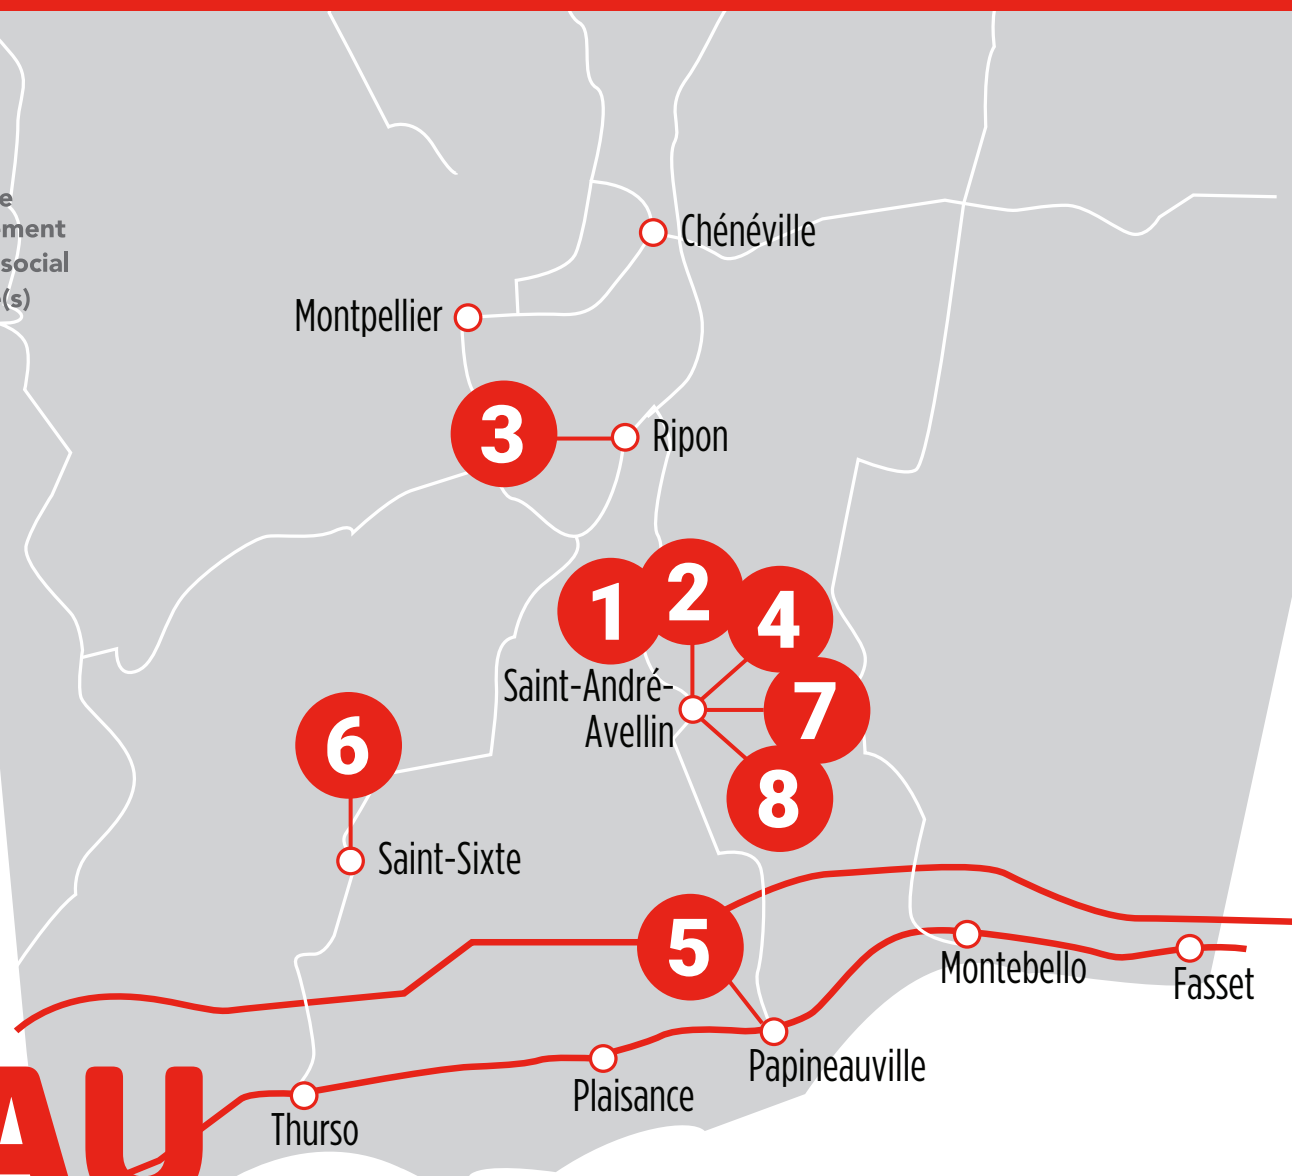 e
ement
social
(s)
Chénéville
Montpellier
3
Ripon
1
2
4
Saint-André-
Avellin
7
6
8
Saint-Sixte
5
Montebello
Fasset
Papineauville
Plaisance
Thurso
AU